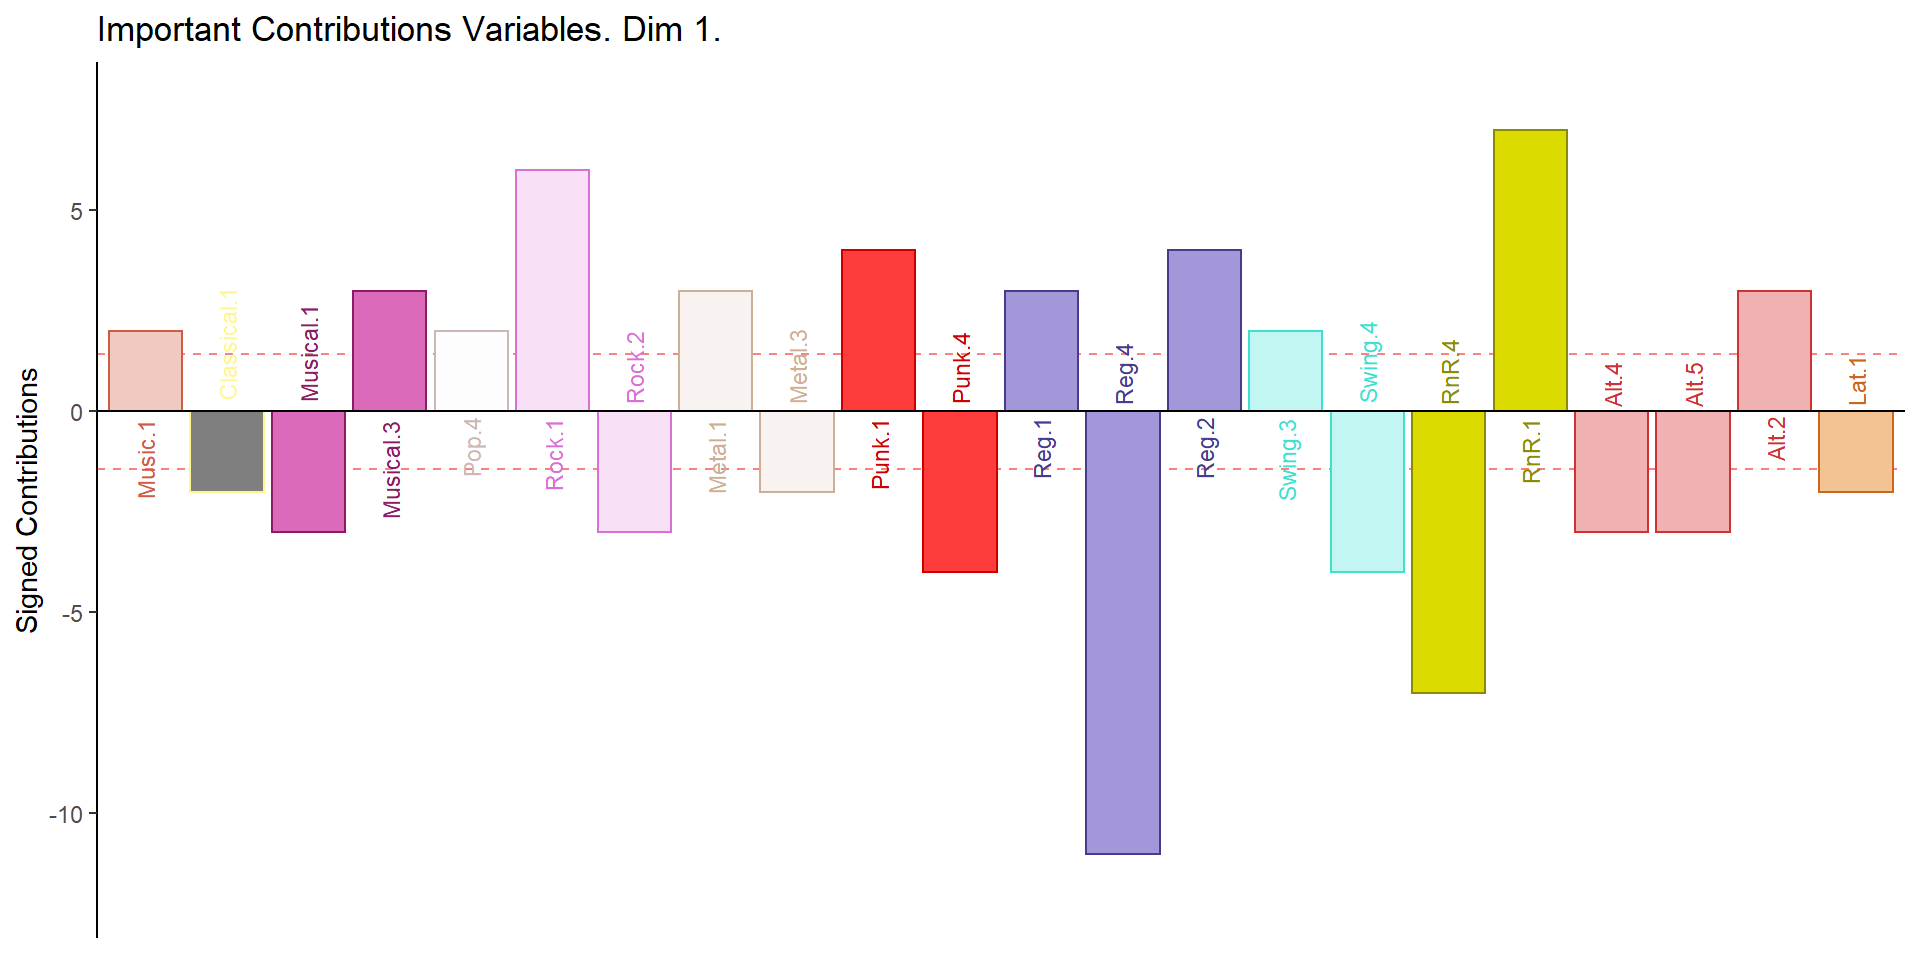 Important Contributions Variables. Dim 1.
Signed Contributions
5
0
-5
-10
Music.1
Classical.1
Musical.1
Musical.3
Pop.4
Rock.1
Rock.2
Metal.1
Metal.3
Punk.1
Punk.4
Reg.1
Reg.4
Reg.2
Swing.3
Swing.4
RnR.4
RnR.1
Alt.4
Alt.5
Alt.2
Lat.1